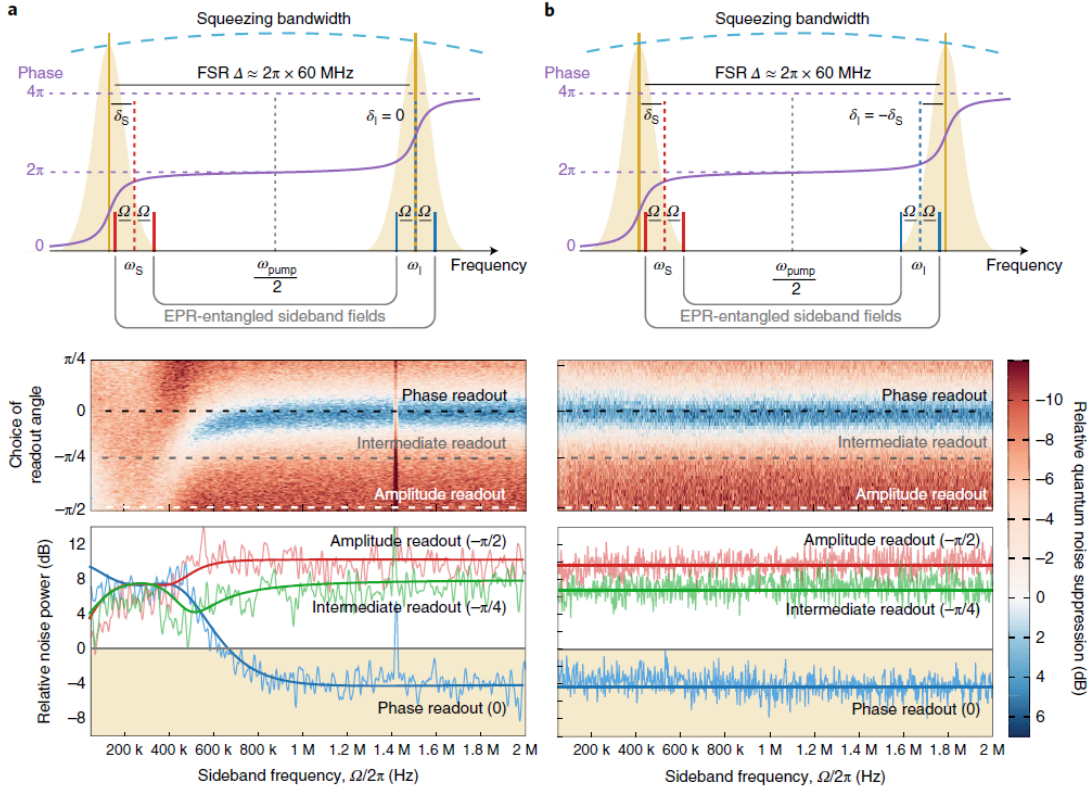 a
Squeezing bandwidth
Phase
FSR Δ ≈ 2π × 60 MHz
4π
δS
δI = 0
2π
Ω Ω
Ω Ω
0
ωS
ωpump
2
ωI
Frequency
EPR-entangled sideband fields
b
Squeezing bandwidth
Phase
FSR Δ ≈ 2π × 60 MHz
4π
δS
δI = −δS
2π
Ω Ω
Ω Ω
0
ωS
ωpump
2
ωI
Frequency
EPR-entangled sideband fields
Choice of
readout angle
π/4
0
−π/4
−π/2
Phase readout
Intermediate readout
Amplitude readout
Phase readout
Intermediate readout
Amplitude readout
Relative quantum noise suppression (dB)
−10
−8
−6
−4
−2
0
2
4
6
Relative noise power (dB)
12
8
4
0
−4
−8
Amplitude readout (−π/2)
Intermediate readout (−π/4)
Phase readout (0)
200 k 400 k 600 k 800 k 1 M 1.2 M 1.4 M 1.6 M 1.8 M 2 M
Sideband frequency, Ω/2π (Hz)
Amplitude readout (−π/2)
Intermediate readout (−π/4)
Phase readout (0)
200 k 400 k 600 k 800 k 1 M 1.2 M 1.4 M 1.6 M 1.8 M 2 M
Sideband frequency, Ω/2π (Hz)